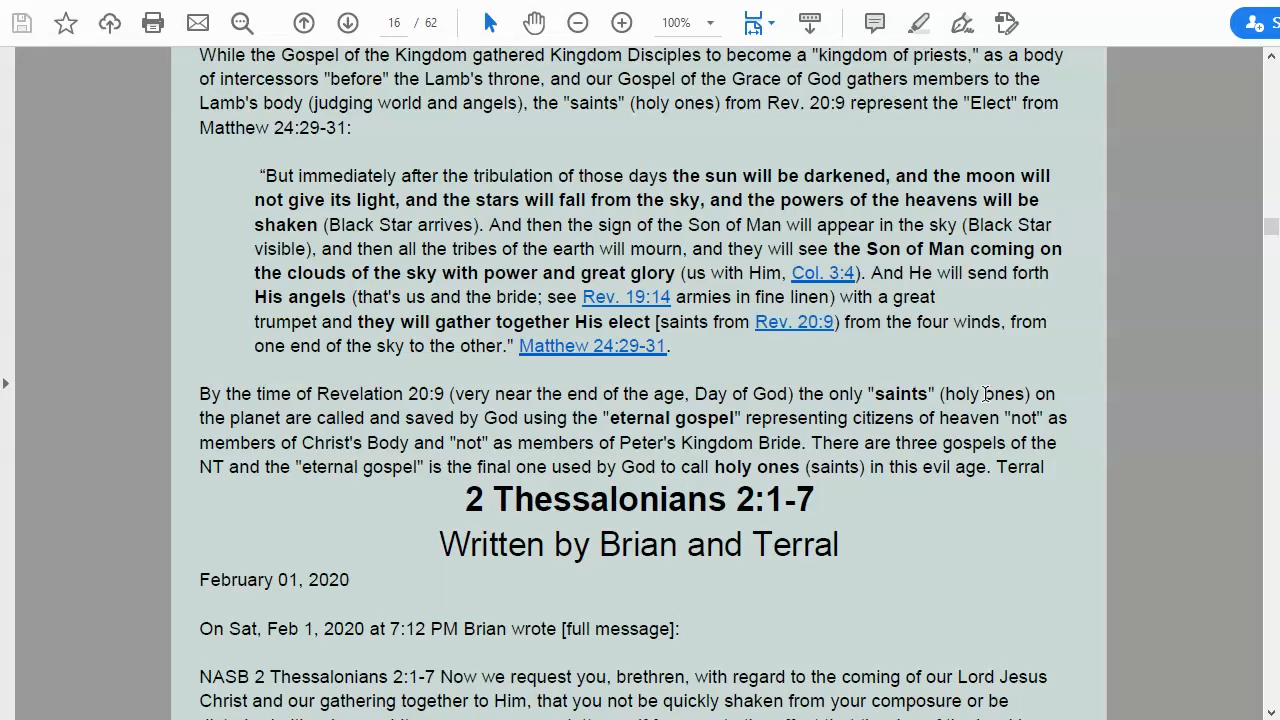 16 / 62
100%
While the Gospel of the Kingdom gathered Kingdom Disciples to become a "kingdom of priests," as a body
of intercessors "before" the Lamb's throne, and our Gospel of the Grace of God gathers members to the
Lamb's body (judging world and angels), the "saints" (holy ones) from Rev. 20:9 represent the "Elect" from
Matthew 24:29-31:
“But immediately after the tribulation of those days the sun will be darkened, and the moon will
not give its light, and the stars will fall from the sky, and the powers of the heavens will be
shaken (Black Star arrives). And then the sign of the Son of Man will appear in the sky (Black Star
visible), and then all the tribes of the earth will mourn, and they will see the Son of Man coming on
the clouds of the sky with power and great glory (us with Him, Col. 3:4). And He will send forth
His angels (that's us and the bride; see Rev. 19:14 armies in fine linen) with a great
trumpet and they will gather together His elect [saints from Rev. 20:9) from the four winds, from
one end of the sky to the other." Matthew 24:29-31.
By the time of Revelation 20:9 (very near the end of the age, Day of God) the only "saints" (holy ones) on
the planet are called and saved by God using the "eternal gospel" representing citizens of heaven "not" as
members of Christ's Body and "not" as members of Peter's Kingdom Bride. There are three gospels of the
NT and the "eternal gospel" is the final one used by God to call holy ones (saints) in this evil age. Terral
2 Thessalonians 2:1-7
Written by Brian and Terral
February 01, 2020
On Sat, Feb 1, 2020 at 7:12 PM Brian wrote [full message]:
NASB 2 Thessalonians 2:1-7 Now we request you, brethren, with regard to the coming of our Lord Jesus
Christ and our gathering together to Him, that you not be quickly shaken from your composure or be